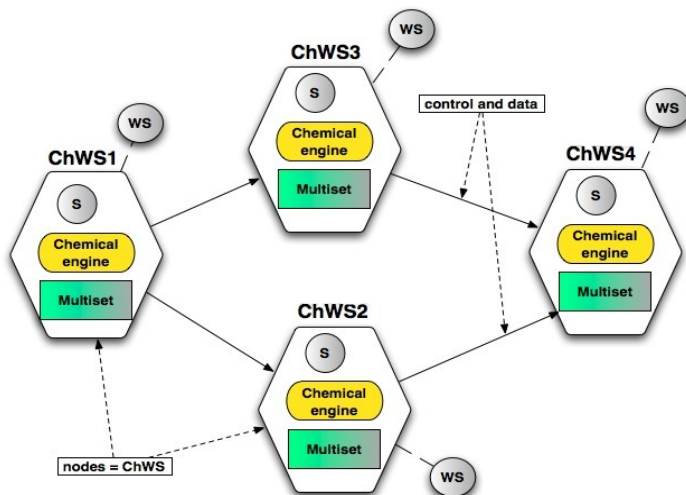 WS
ChWS3
S
Chemical
engine
Multiset
control and data
WS
ChWS1
S
Chemical
engine
Multiset
WS
ChWS4
S
Chemical
engine
Multiset
ChWS2
S
Chemical
engine
Multiset
WS
nodes = ChWS